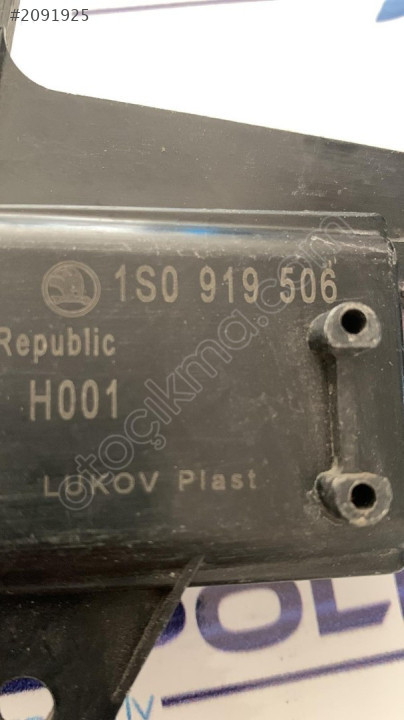 #2091925
1S0 919 506
Republic
H001
LUKOV Plast
otoçıkma.com